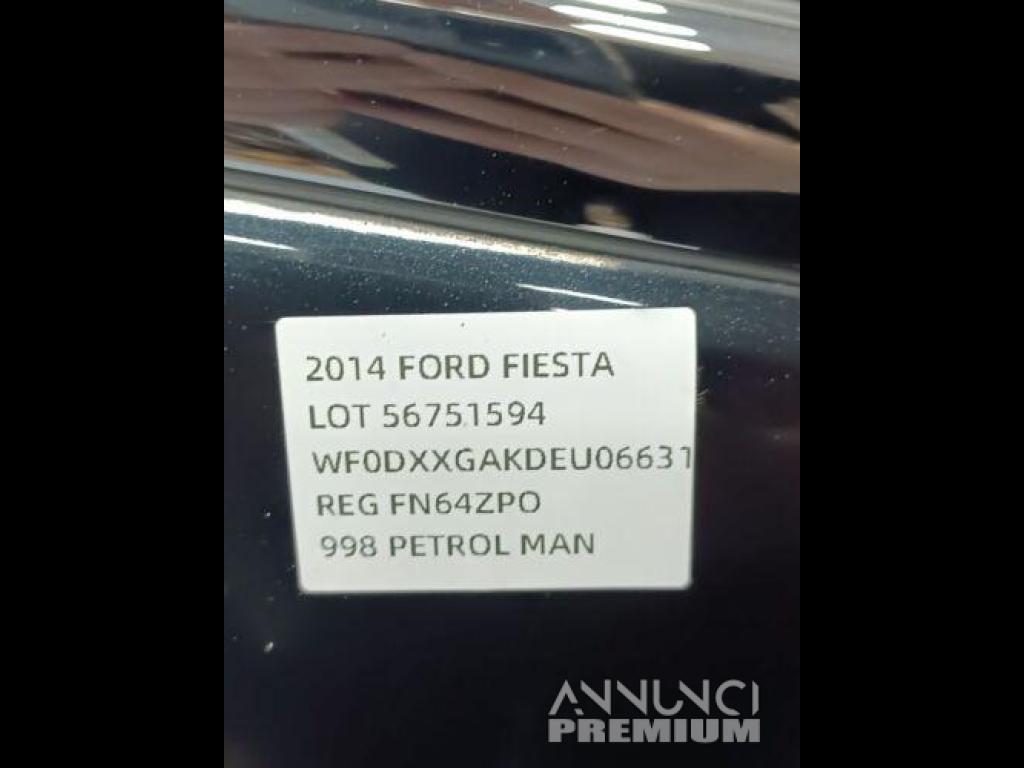 2014 FORD FIESTA
LOT 56751594
WF0DXXGAKDEU06631
REG FN64ZPO
998 PETROL MAN
ANNUNCI
PREMIUM